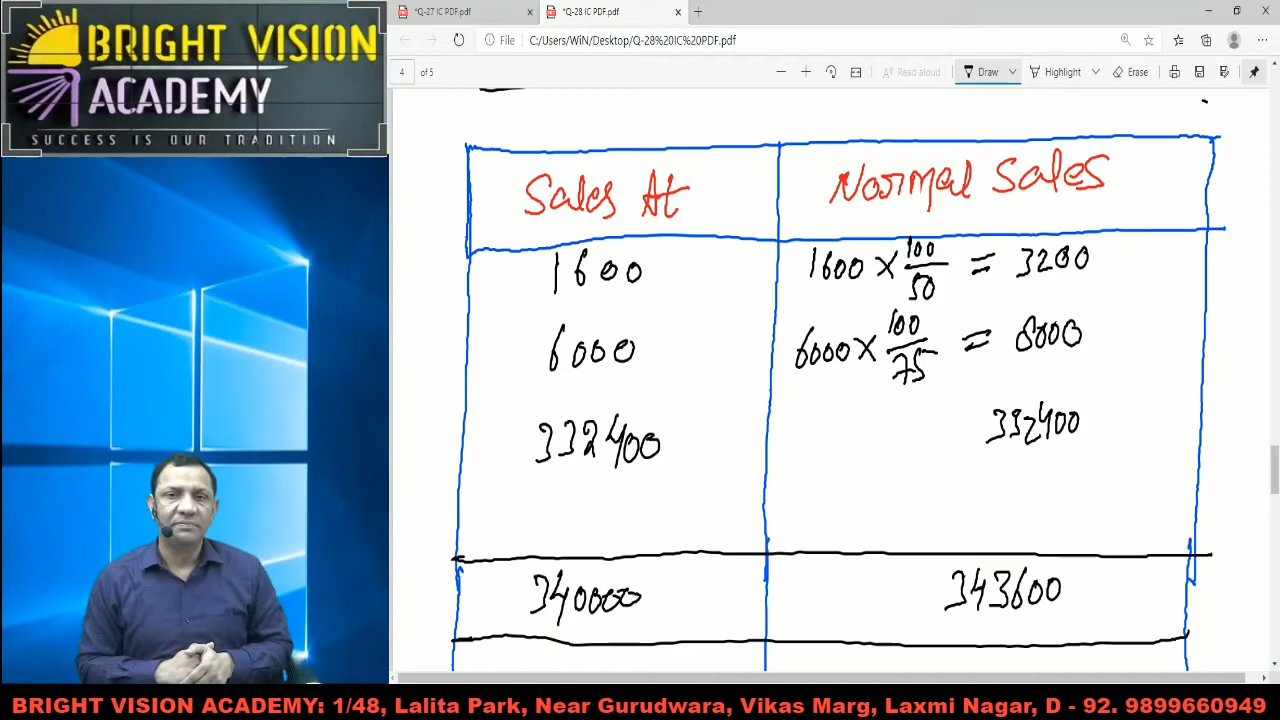 BRIGHT VISION
ACADEMY
SUCCESS IS OUR TRADITION
*Q-27 IC PDF.pdf
*Q-28 IC PDF.pdf
File C:/Users/WiN/Desktop/Q-28%20IC%20PDF.pdf
4 of 5 Read aloud Draw Highlight Erase
Sales At Normal Sales
1600 1600 × 100/50 = 3200
6000 6000 × 100/75 = 8000
332400 332400
340000 343600
BRIGHT VISION ACADEMY: 1/48, Lalita Park, Near Gurudwara, Vikas Marg, Laxmi Nagar, D - 92. 9899660949